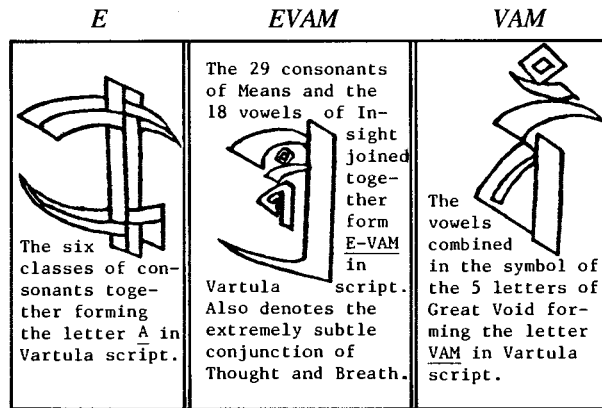 E
EVAM
VAM
The six
classes of con-
sonants toge-
ther forming
the letter A in
Vartula script.
The 29 consonants
of Means and the
18 vowels of In-
sight
joined
toge-
ther
form
E-VAM
in
Vartula script.
Also denotes the
extremely subtle
conjunction of
Thought and Breath.
The
vowels
combined
in the symbol of
the 5 letters of
Great Void for-
ming the letter
VAM in Vartula
script.